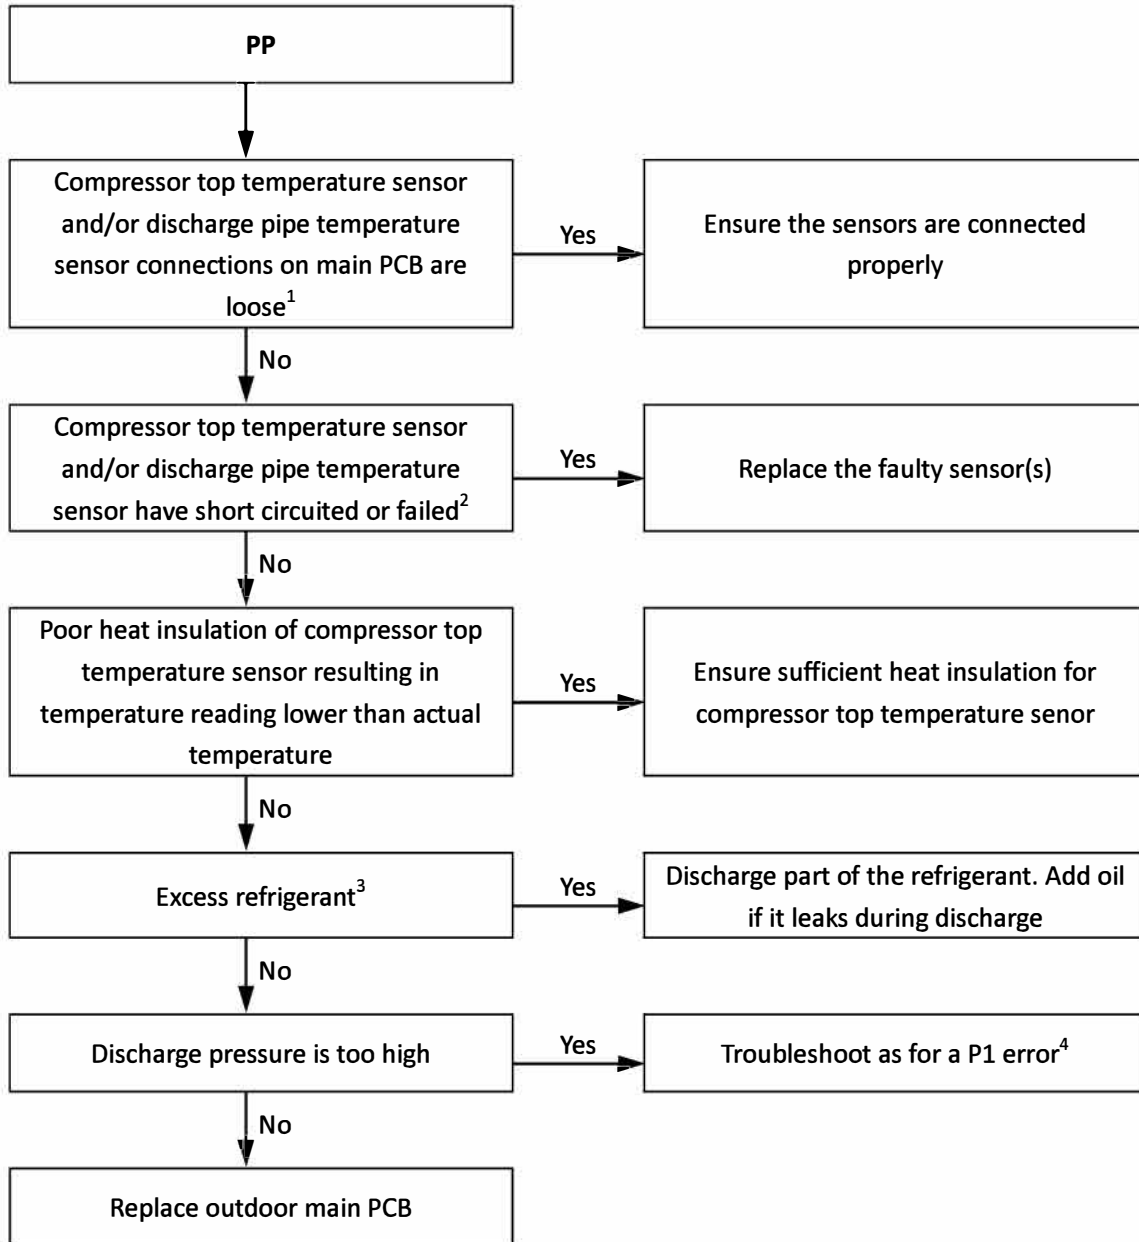 PP
Compressor top temperature sensor
and/or discharge pipe temperature
sensor connections on main PCB are
loose¹
Yes
Ensure the sensors are connected
properly
No
Compressor top temperature sensor
and/or discharge pipe temperature
sensor have short circuited or failed²
Yes
Replace the faulty sensor(s)
No
Poor heat insulation of compressor top
temperature sensor resulting in
temperature reading lower than actual
temperature
Yes
Ensure sufficient heat insulation for
compressor top temperature senor
No
Excess refrigerant³
Yes
Discharge part of the refrigerant. Add oil
if it leaks during discharge
No
Discharge pressure is too high
Yes
Troubleshoot as for a P1 error⁴
No
Replace outdoor main PCB